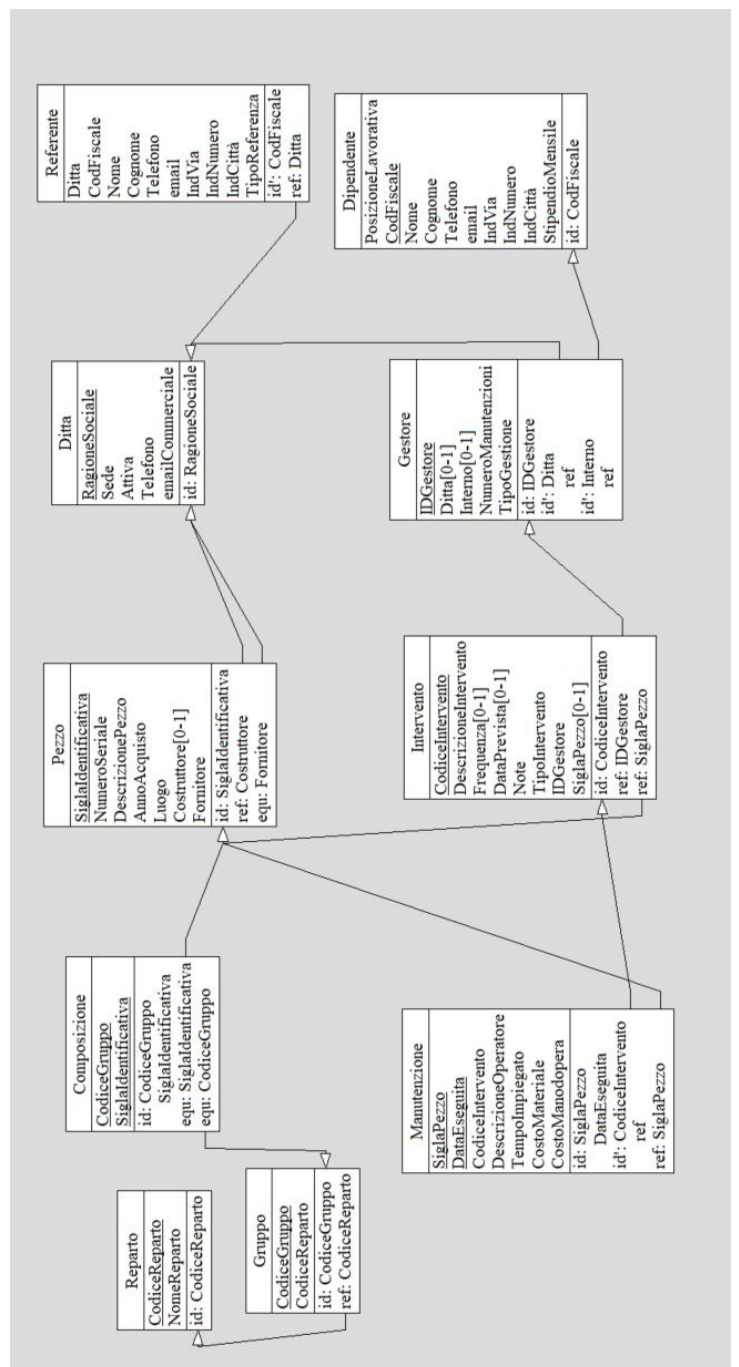 Reparto
CodiceReparto
NomeReparto
id: CodiceReparto
Gruppo
CodiceGruppo
CodiceReparto
id: CodiceGruppo
ref: CodiceReparto
Composizione
CodiceGruppo
SiglaIdentificativa
id: CodiceGruppo
SiglaIdentificativa
equ: SiglaIdentificativa
equ: CodiceGruppo
Manutenzione
SiglaPezzo
DataEseguita
CodiceIntervento
DescrizioneOperatore
TempoImpiegato
CostoMateriale
CostoManodopera
id: SiglaPezzo
DataEseguita
id': CodiceIntervento
ref
ref: SiglaPezzo
Pezzo
SiglaIdentificativa
NumeroSeriale
DescrizionePezzo
AnnoAcquisto
Luogo
Costruttore[0-1]
Fornitore
id: SiglaIdentificativa
ref: Costruttore
equ: Fornitore
Intervento
CodiceIntervento
DescrizioneIntervento
Frequenza[0-1]
DataPrevista[0-1]
Note
TipoIntervento
IDGestore
SiglaPezzo[0-1]
id: CodiceIntervento
ref: IDGestore
ref: SiglaPezzo
Ditta
RagioneSociale
Sede
Attiva
Telefono
emailCommerciale
id: RagioneSociale
Gestore
IDGestore
Ditta[0-1]
Interno[0-1]
NumeroManutenzioni
TipoGestione
id: IDGestore
id': Ditta
ref
id': Interno
ref
Referente
Ditta
CodFiscale
Nome
Cognome
Telefono
email
IndVia
IndNumero
IndCittà
TipoReferenza
id': CodFiscale
ref: Ditta
Dipendente
PosizioneLavorativa
CodFiscale
Nome
Cognome
Telefono
email
IndVia
IndNumero
IndCittà
StipendioMensile
id: CodFiscale